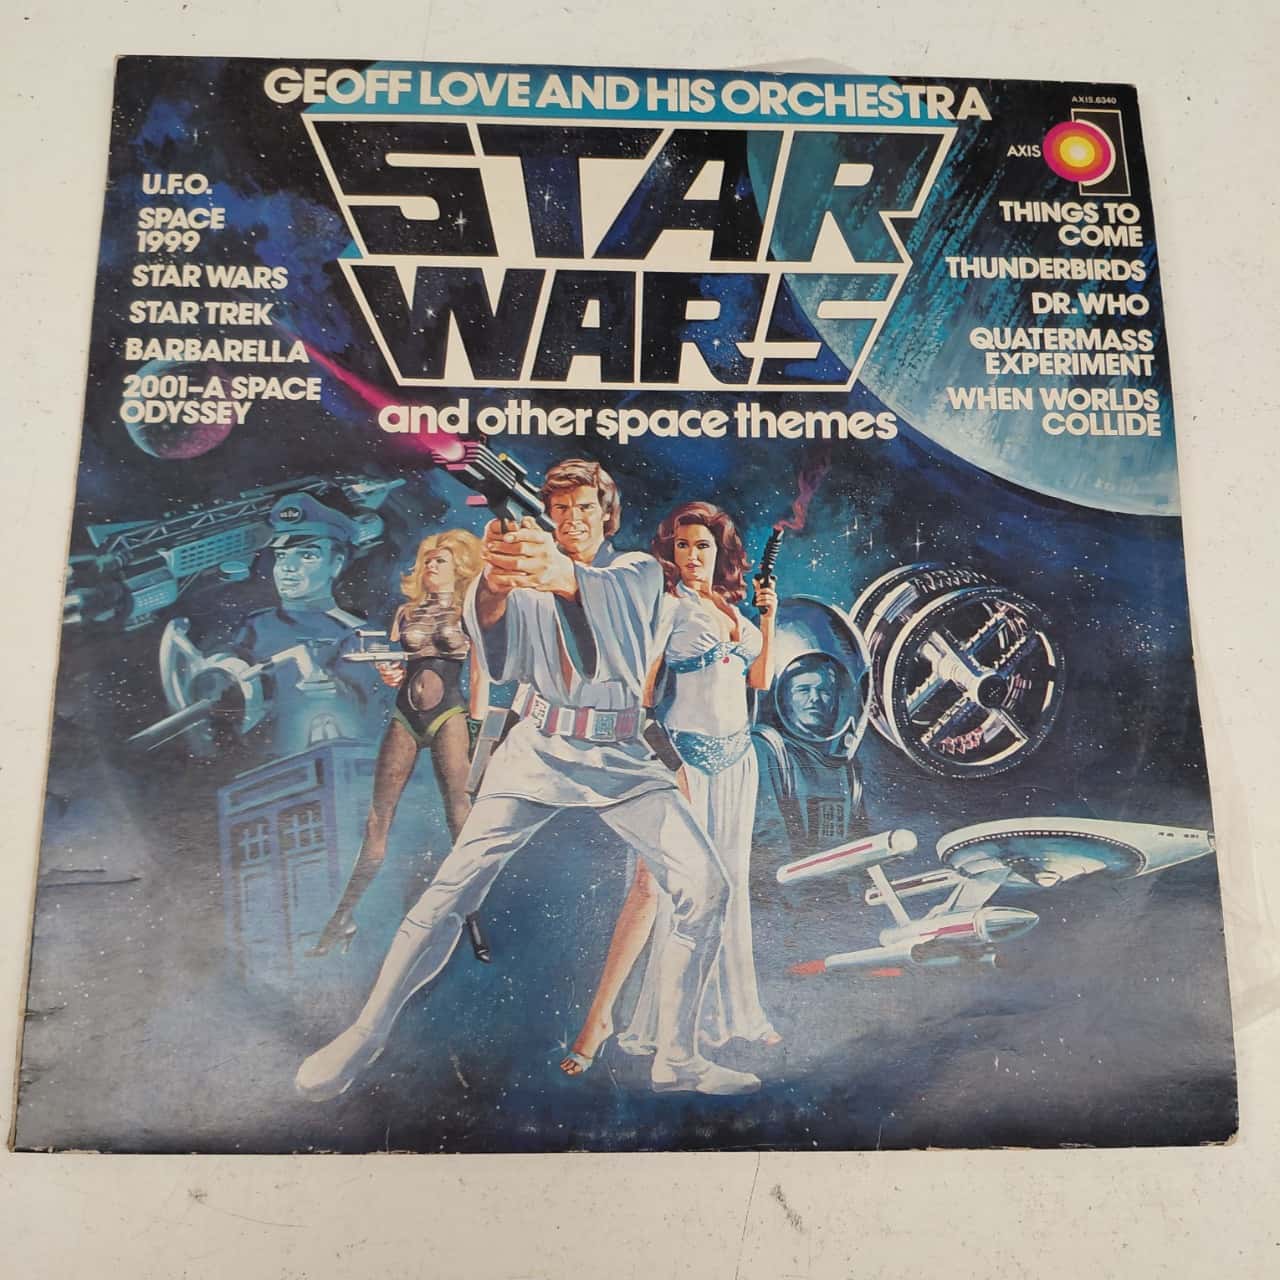 GEOFF LOVE AND HIS ORCHESTRA
AXIS.6340
STAR
WARS
and other space themes
AXIS
U.F.O.
SPACE
1999
STAR WARS
STAR TREK
BARBARELLA
2001-A SPACE
ODYSSEY
THINGS TO
COME
THUNDERBIRDS
DR. WHO
QUATERMASS
EXPERIMENT
WHEN WORLDS
COLLIDE